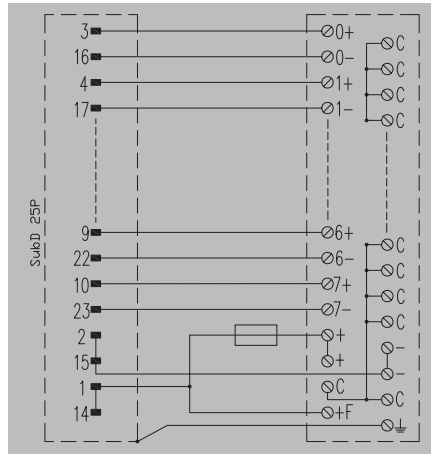 3 0+
C
16 0-
C
4 1+
C
17 1-
C
SubD 25P
9 6+
C
22 6-
C
10 7+
C
23 7-
C
2 +
-
15 +
-
1 C
C
14 +F